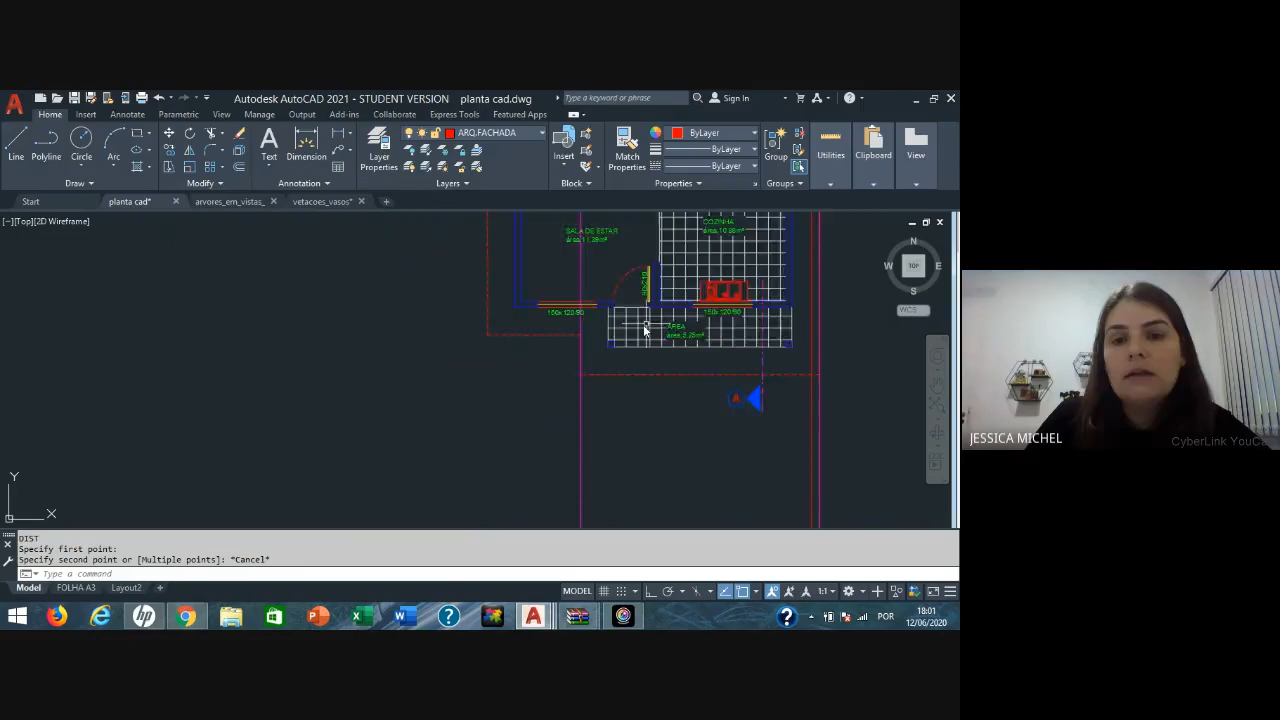 Autodesk AutoCAD 2021 - STUDENT VERSION planta cad.dwg
Type a keyword or phrase
Sign In
Home Insert Annotate Parametric View Manage Output Add-ins Collaborate Express Tools Featured Apps
ARQ.FACHADA
ByLayer
Line Polyline Circle Arc
Text Dimension
Layer Properties
Insert
Match Properties
ByLayer
ByLayer
Group
Utilities
Clipboard
View
Draw Modify Annotation Layers Block Properties Groups
Start planta cad* arvores_em_vistas_ vetacoes_vasos*
[−][Top][2D Wireframe]
N
W TOP E
S
WCS
COZINHA
SALA DE ESTAR
150x120/90
150x120/90
ÁREA
A
Y
X
DIST
Specify first point:
Specify second point or [Multiple points]: *Cancel*
Type a command
Model FOLHA A3 Layout2
MODEL
1:1
POR
18:01
12/06/2020
JESSICA MICHEL